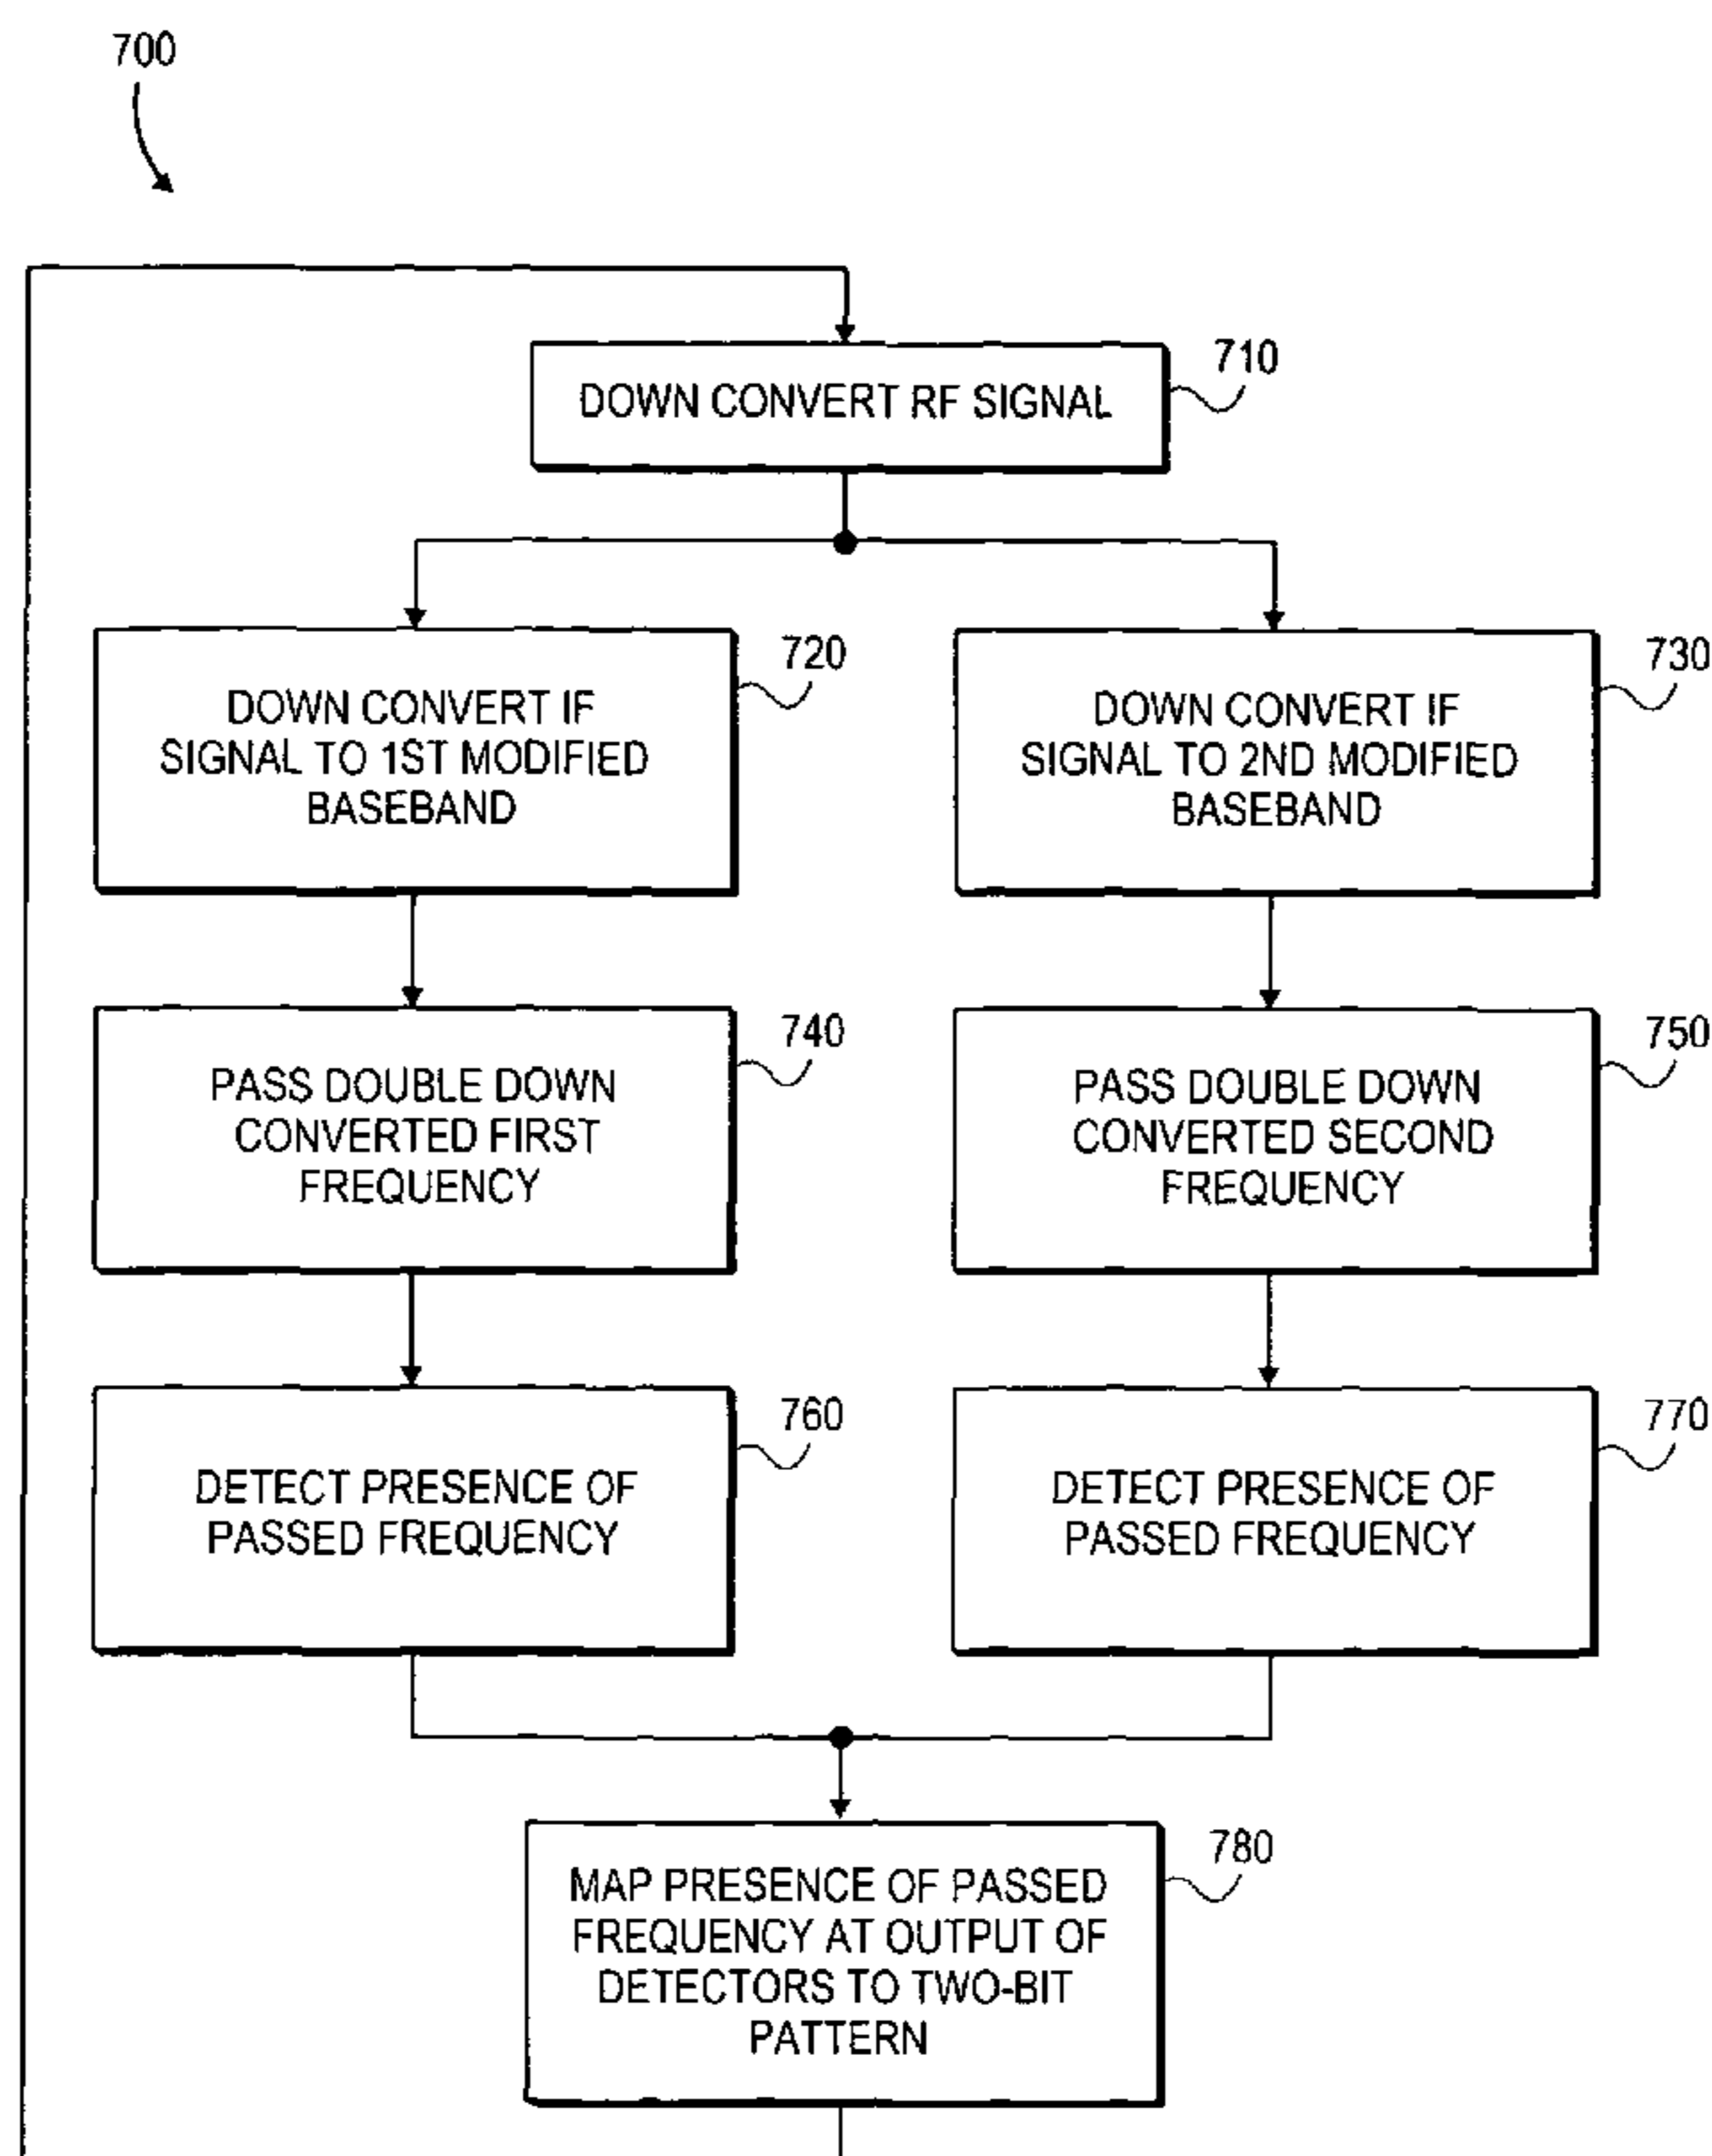 700
DOWN CONVERT RF SIGNAL
710
DOWN CONVERT IF
SIGNAL TO 1ST MODIFIED
BASEBAND
720
DOWN CONVERT IF
SIGNAL TO 2ND MODIFIED
BASEBAND
730
PASS DOUBLE DOWN
CONVERTED FIRST
FREQUENCY
740
PASS DOUBLE DOWN
CONVERTED SECOND
FREQUENCY
750
DETECT PRESENCE OF
PASSED FREQUENCY
760
DETECT PRESENCE OF
PASSED FREQUENCY
770
MAP PRESENCE OF PASSED
FREQUENCY AT OUTPUT OF
DETECTORS TO TWO-BIT
PATTERN
780